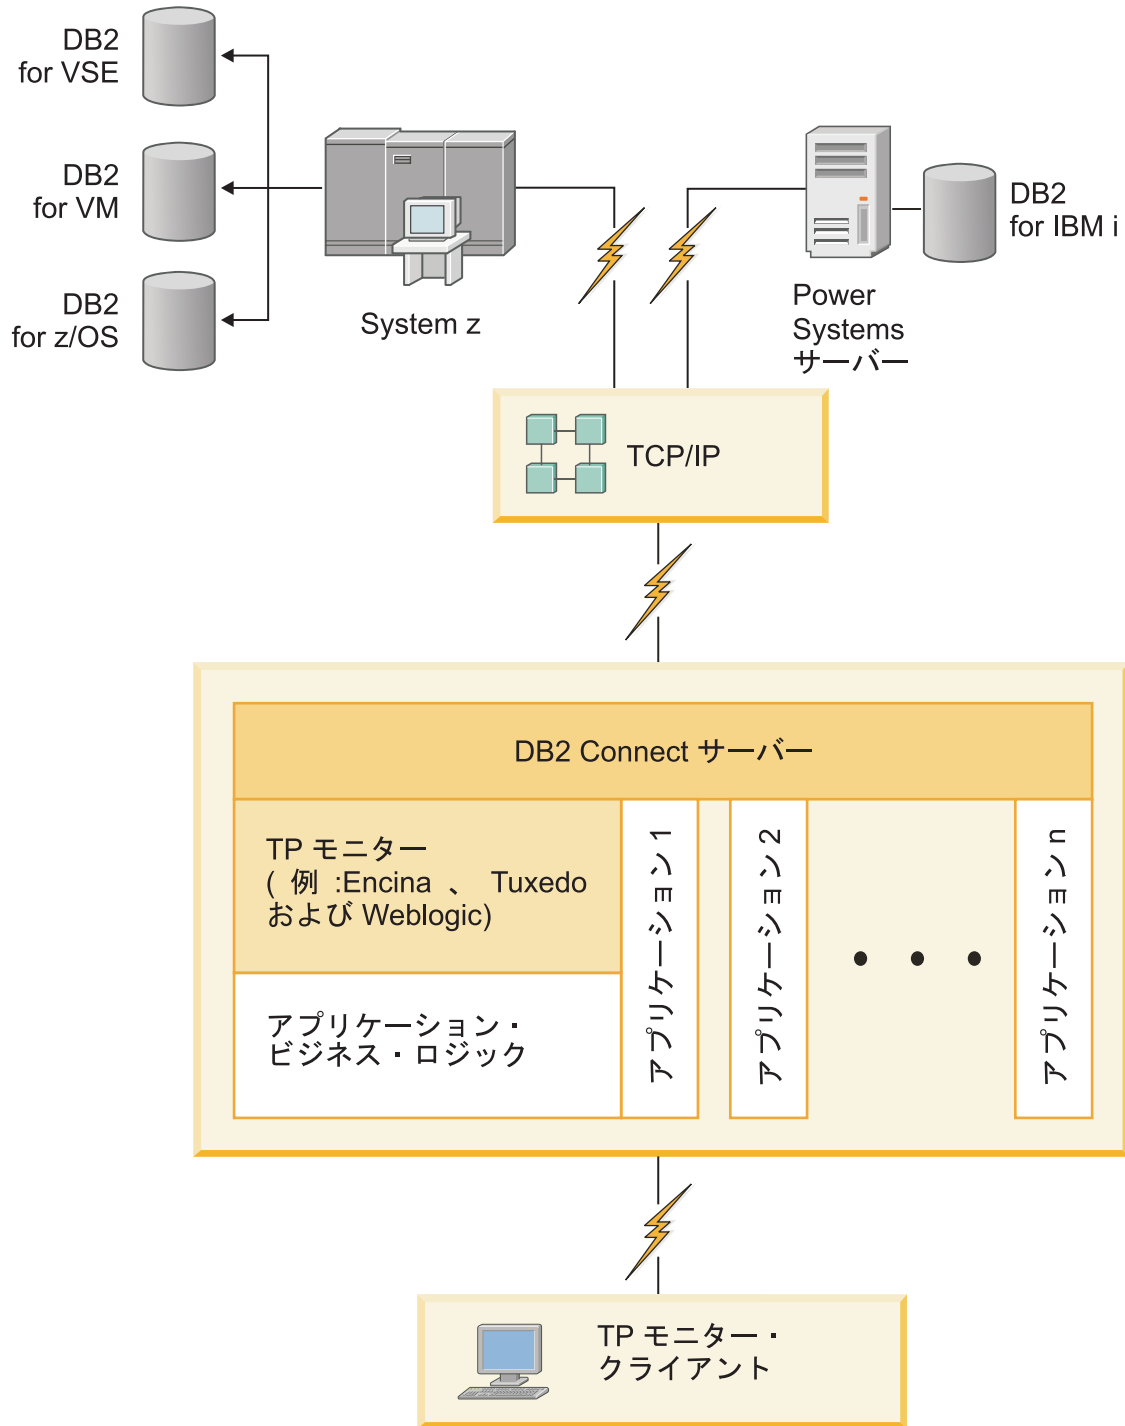 DB2
for VSE
DB2
for VM
DB2
for z/OS
System z
DB2
for IBM i
Power
Systems
サーバー
TCP/IP
DB2 Connect サーバー
TP モニター
( 例 :Encina 、 Tuxedo
および Weblogic)
アプリケーション・
ビジネス・ロジック
アプリケーション 1
アプリケーション 2
アプリケーション n
TP モニター・
クライアント